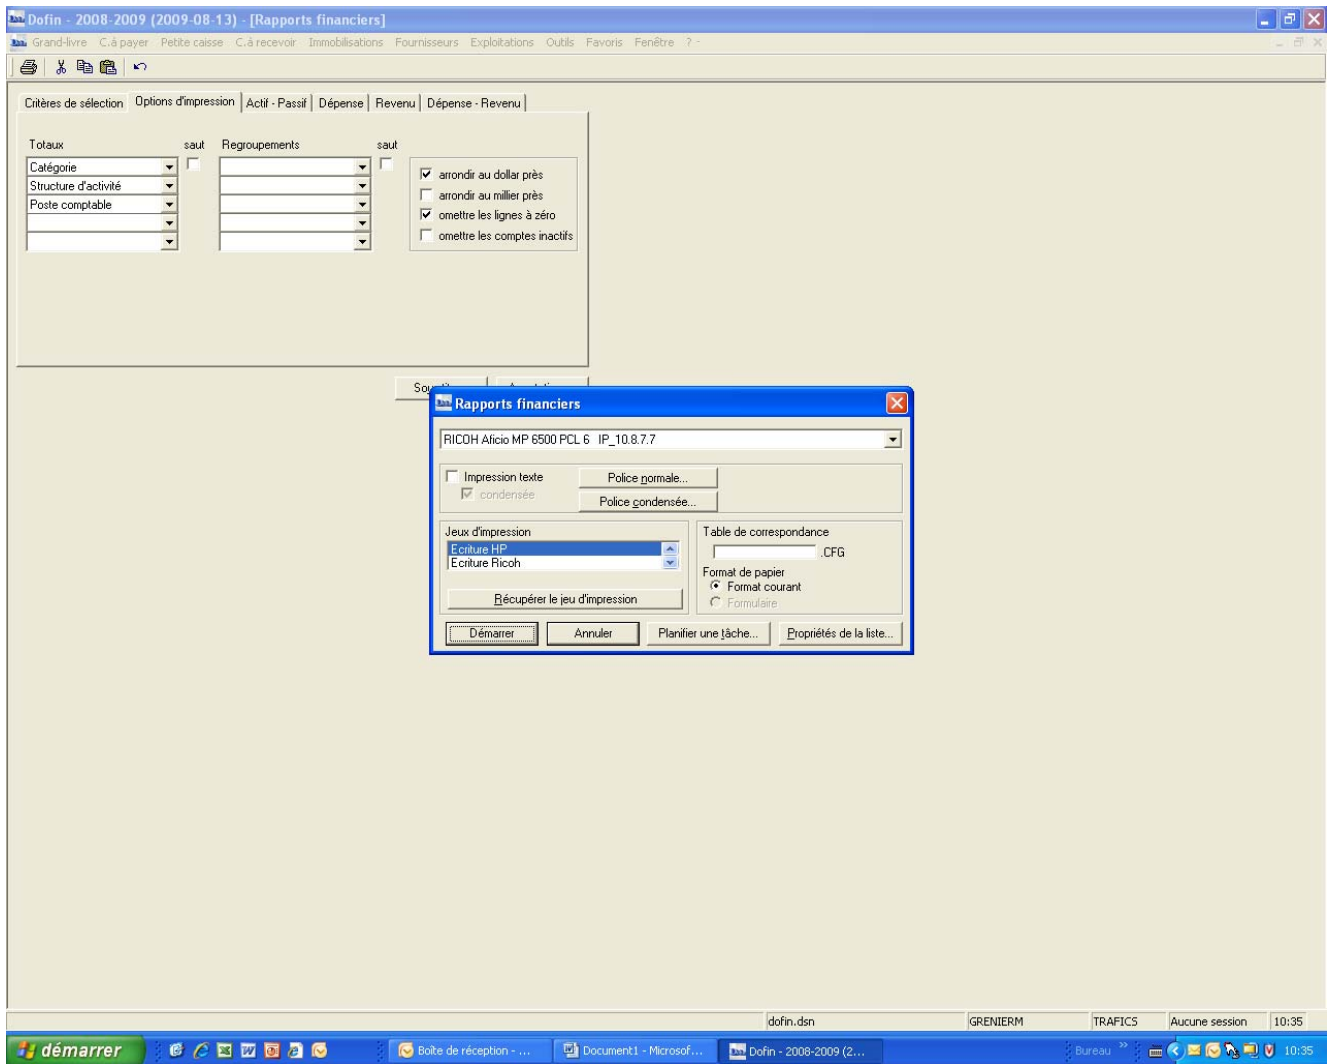 Dofin - 2008-2009 (2009-08-13) - [Rapports financiers]
Grand-livre C.à payer Petite caisse C.à recevoir Immobilisations Fournisseurs Exploitations Outils Favoris Fenêtre ?
Critères de sélection Options d'impression Actif - Passif Dépense Revenu Dépense - Revenu
Totaux saut Regroupements saut
Catégorie
Structure d'activité
Poste comptable
arrondir au dollar près
arrondir au millier près
omettre les lignes à zéro
omettre les comptes inactifs
Rapports financiers
RICOH Aficio MP 6500 PCL 6 IP_10.8.7.7
Impression texte
condensée
Police normale...
Police condensée...
Jeux d'impression
Ecriture HP
Ecriture Ricoh
Récupérer le jeu d'impression
Table de correspondance
.CFG
Format de papier
Format courant
Formulaire
Démarrer Annuler Planifier une tâche... Propriétés de la liste...
dofin.dsn GRENIERM TRAFICS Aucune session 10:35
démarrer Boîte de réception - ... Document1 - Microsof... Dofin - 2008-2009 (2... Bureau » 10:35